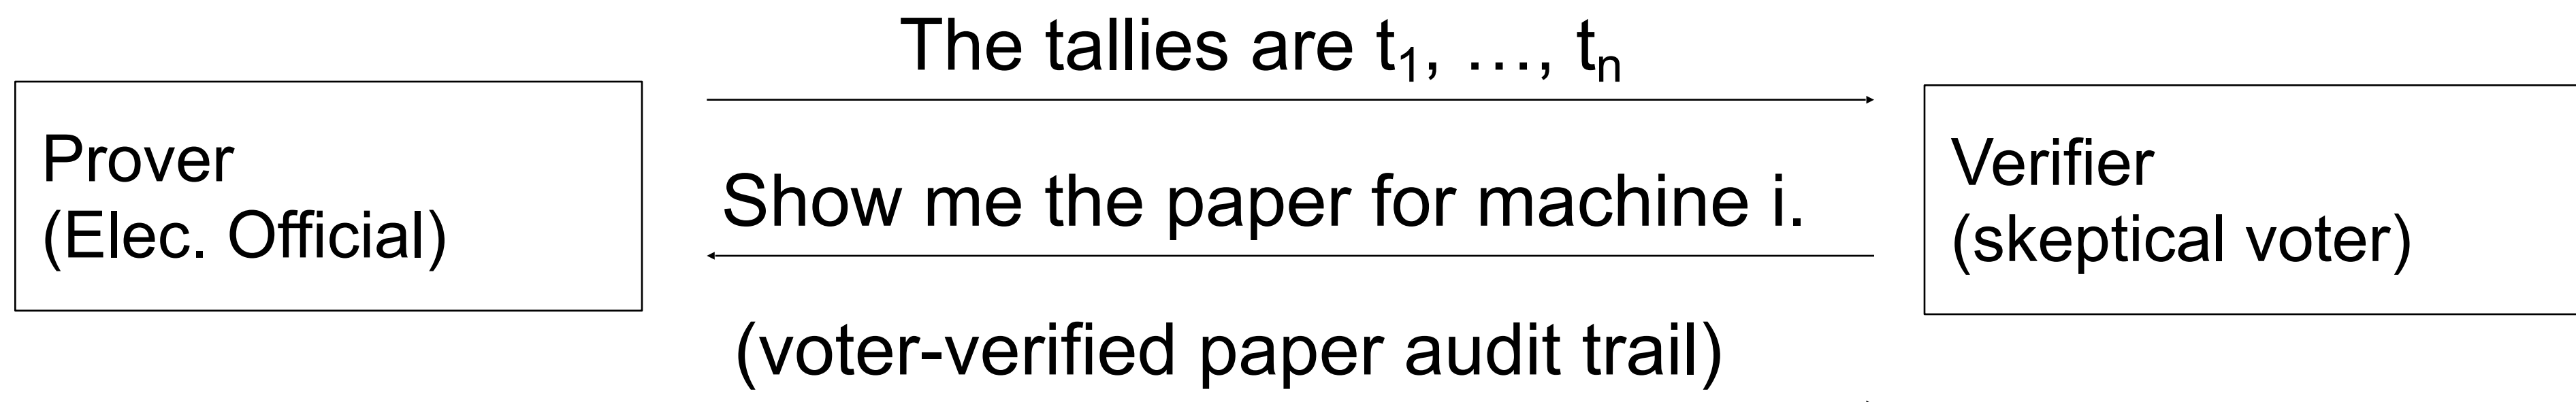 The tallies are t₁, …, tₙ
Prover
(Elec. Official)
Show me the paper for machine i.
(voter-verified paper audit trail)
Verifier
(skeptical voter)